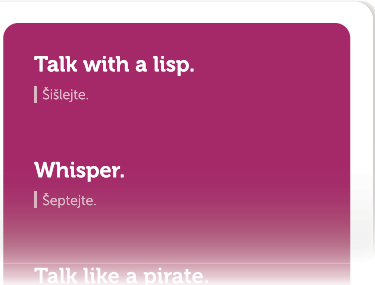 Talk with a lisp.
Šišlejte.
Whisper.
Šeptejte.
Talk like a pirate.